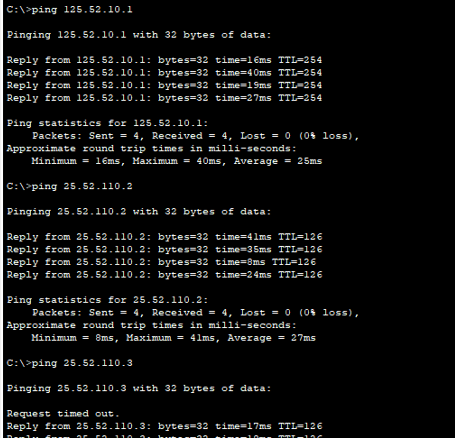 C:\>ping 125.52.10.1
Pinging 125.52.10.1 with 32 bytes of data:
Reply from 125.52.10.1: bytes=32 time=16ms TTL=254
Reply from 125.52.10.1: bytes=32 time=40ms TTL=254
Reply from 125.52.10.1: bytes=32 time=19ms TTL=254
Reply from 125.52.10.1: bytes=32 time=27ms TTL=254
Ping statistics for 125.52.10.1:
Packets: Sent = 4, Received = 4, Lost = 0 (0% loss),
Approximate round trip times in milli-seconds:
Minimum = 16ms, Maximum = 40ms, Average = 25ms
C:\>ping 25.52.110.2
Pinging 25.52.110.2 with 32 bytes of data:
Reply from 25.52.110.2: bytes=32 time=41ms TTL=126
Reply from 25.52.110.2: bytes=32 time=35ms TTL=126
Reply from 25.52.110.2: bytes=32 time=8ms TTL=126
Reply from 25.52.110.2: bytes=32 time=24ms TTL=126
Ping statistics for 25.52.110.2:
Packets: Sent = 4, Received = 4, Lost = 0 (0% loss),
Approximate round trip times in milli-seconds:
Minimum = 8ms, Maximum = 41ms, Average = 27ms
C:\>ping 25.52.110.3
Pinging 25.52.110.3 with 32 bytes of data:
Request timed out.
Reply from 25.52.110.3: bytes=32 time=17ms TTL=126